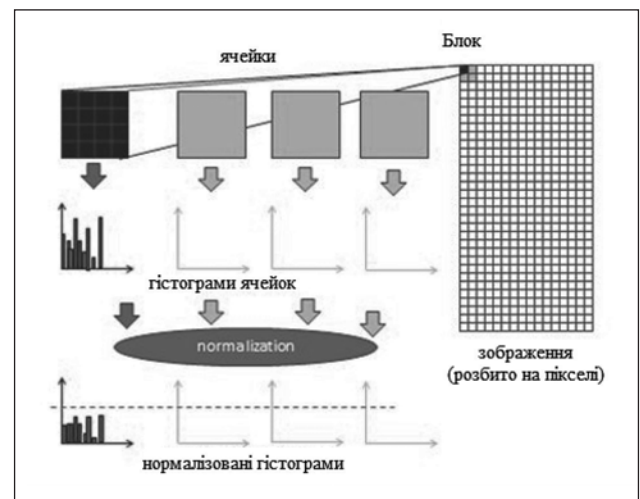 Блок
ячейки
гістограми ячейок
normalization
зображення
(розбито на пікселі)
нормалізовані гістограми